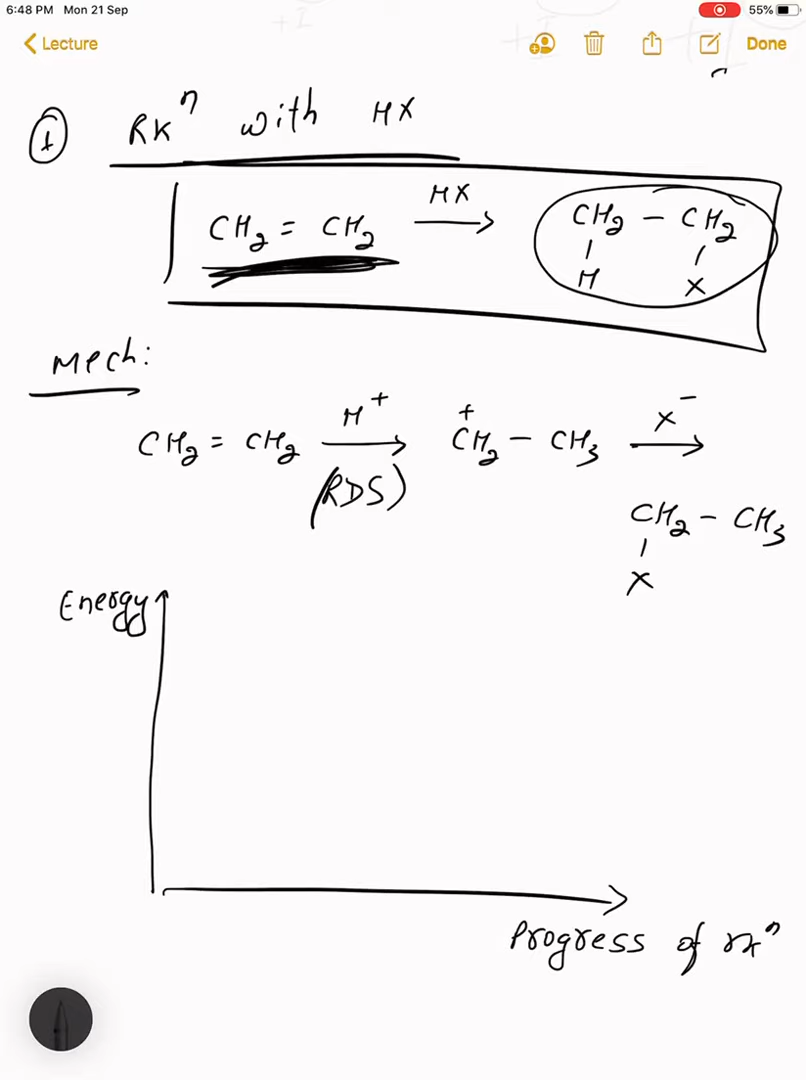 6:48 PM Mon 21 Sep 55%
Lecture Done
+I
1 Rxⁿ with HX
CH₂ = CH₂ HX → CH₂ – CH₂
H X
Mech:
CH₂ = CH₂ H⁺ → ⁺CH₂ – CH₃ X⁻ →
(RDS)
CH₂ – CH₃
X
Energy
Progress of rxⁿ